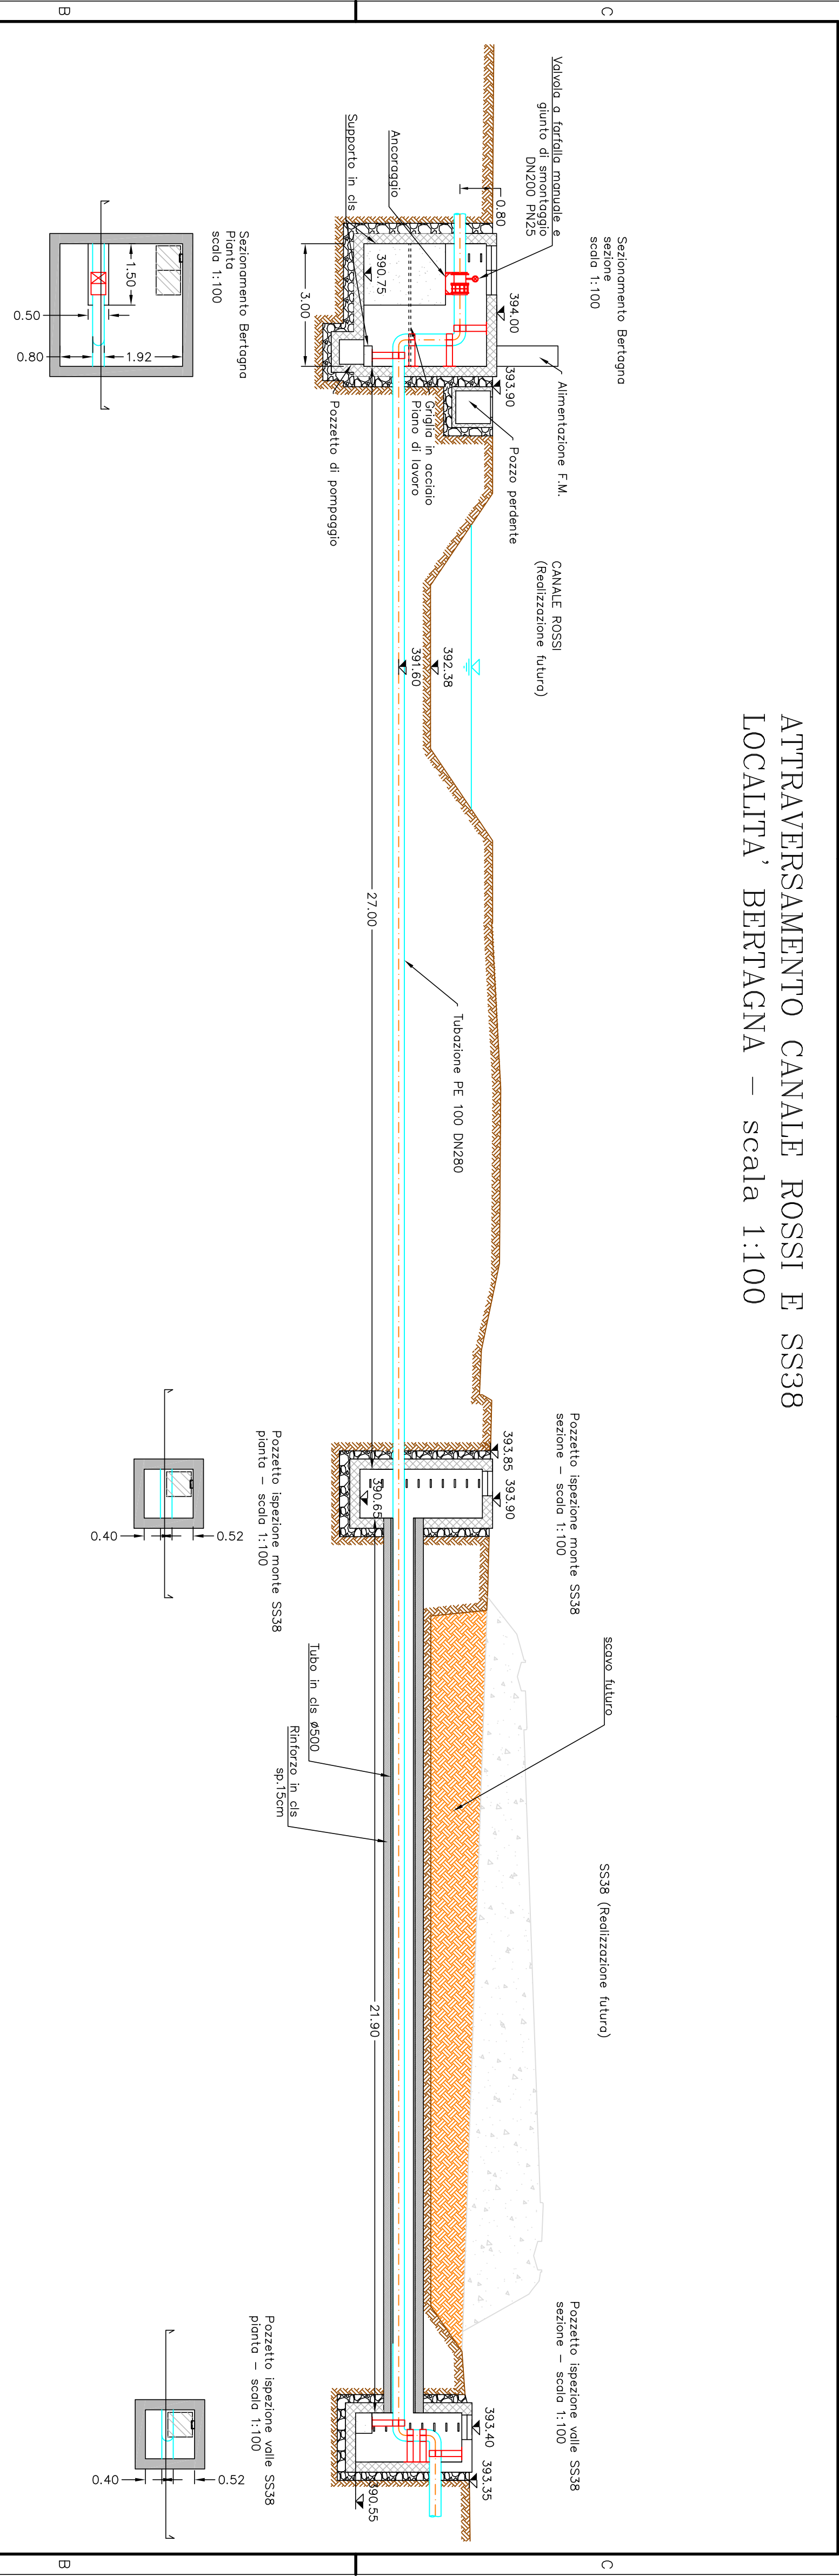 B
C
ATTRAVERSAMENTO CANALE ROSSI E SS38
LOCALITA' BERTAGNA – scala 1:100
Sezionamento Bertagna
sezione
scala 1:100
Valvola a farfalla manuale e
giunto di smontaggio
DN200 PN25
Ancoraggio
Supporto in cls
0.80
394.00
393.90
390.75
3.00
Alimentazione F.M.
Pozzo perdente
Griglia in acciaio
Piano di lavoro
Pozzetto di pompaggio
CANALE ROSSI
(Realizzazione futura)
392.38
391.60
27.00
Tubazione PE 100 DN280
Pozzetto ispezione monte SS38
sezione – scala 1:100
393.85
393.90
390.65
scavo futuro
SS38 (Realizzazione futura)
Tubo in cls ø500
Rinforzo in cls
sp.15cm
21.90
Pozzetto ispezione valle SS38
sezione – scala 1:100
393.40
393.35
390.55
Sezionamento Bertagna
Pianta
scala 1:100
1.50
0.50
0.80
1.92
Pozzetto ispezione monte SS38
pianta – scala 1:100
0.40
0.52
Pozzetto ispezione valle SS38
pianta – scala 1:100
0.40
0.52
B
C